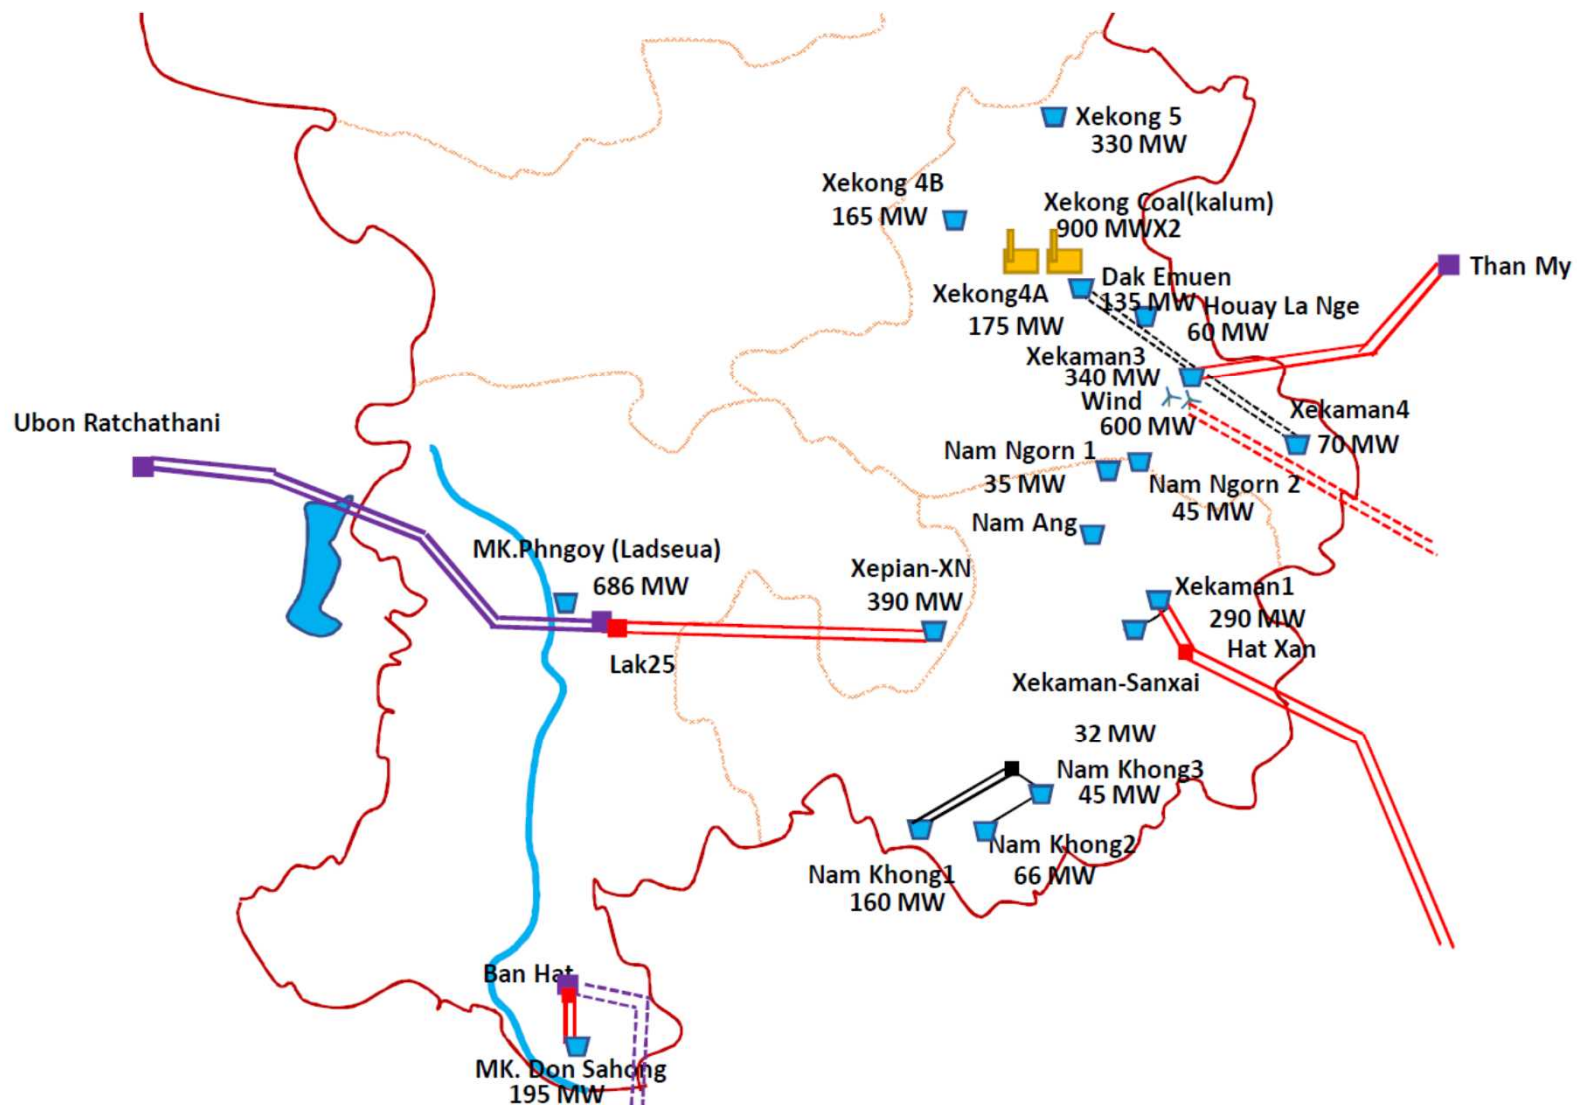 Xekong 5
330 MW
Xekong 4B
165 MW
Xekong Coal(kalum)
900 MWX2
Than My
Dak Emuen
135 MW
Xekong4A
175 MW
Houay La Nge
60 MW
Xekaman3
340 MW
Wind
600 MW
Xekaman4
70 MW
Ubon Ratchathani
Nam Ngorn 1
35 MW
Nam Ngorn 2
45 MW
Nam Ang
MK.Phngoy (Ladseua)
686 MW
Xepian-XN
390 MW
Xekaman1
290 MW
Hat Xan
Lak25
Xekaman-Sanxai
32 MW
Nam Khong3
45 MW
Nam Khong2
66 MW
Nam Khong1
160 MW
Ban Hat
MK. Don Sahong
195 MW